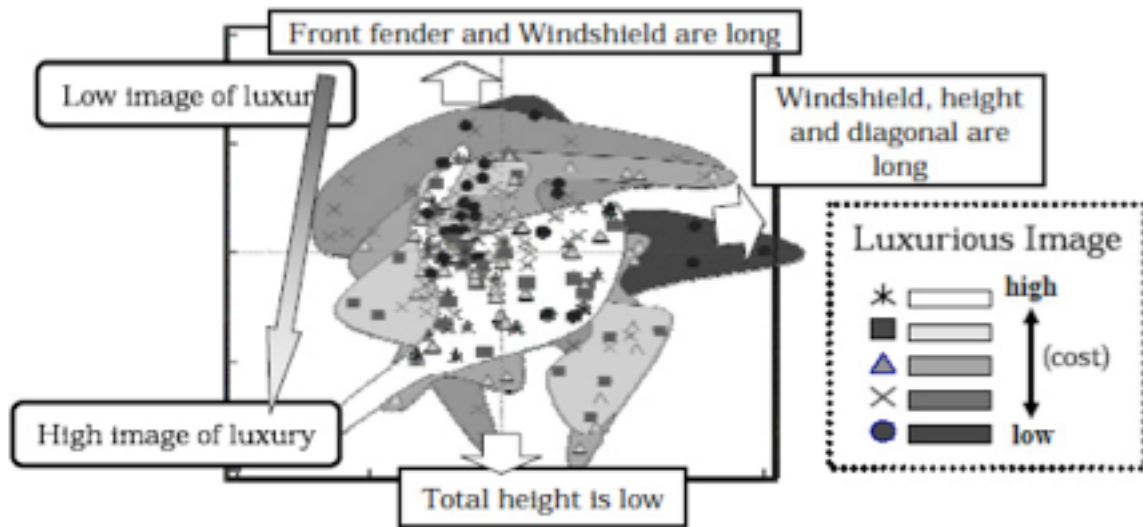 Front fender and Windshield are long
Low image of luxur
Windshield, height
and diagonal are
long
Luxurious Image
high
(cost)
low
High image of luxury
Total height is low